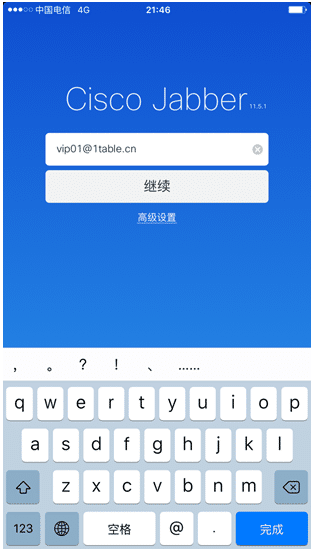 中国电信 4G 21:46
Cisco Jabber 11.5.1
vip01@1table.cn
继续
高级设置
， 。 ？ ！ 、 ……
q w e r t y u i o p
a s d f g h j k l
z x c v b n m
123 空格 @ . 完成